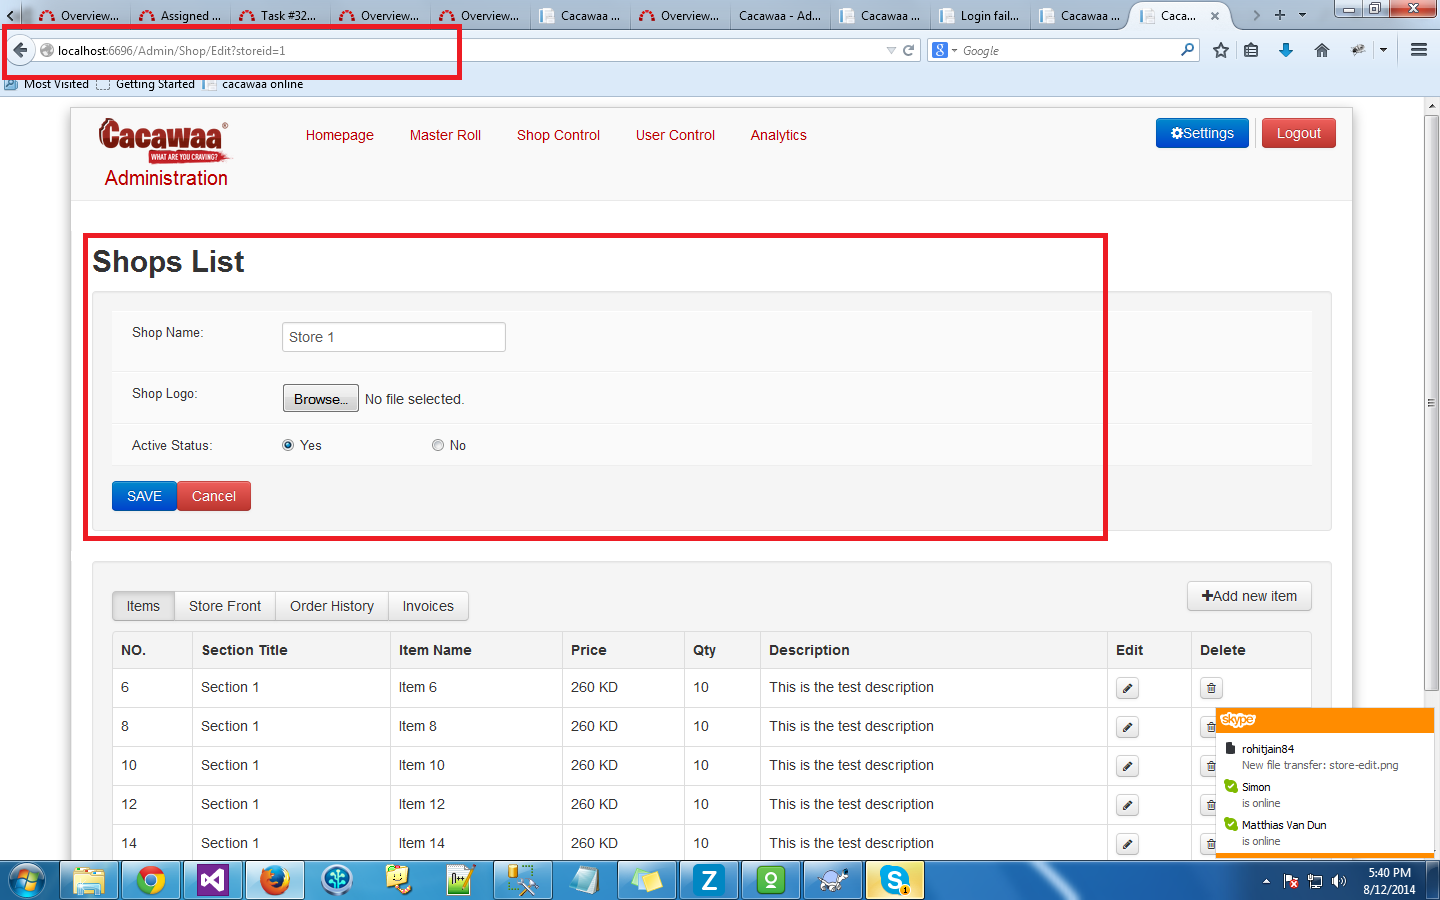 Overview... Assigned ... Task #32... Overview... Overview... Cacawaa ... Overview... Cacawaa - Ad... Cacawaa ... Login fail... Cacawaa ... Caca...
localhost:6696/Admin/Shop/Edit?storeid=1
Google
Most Visited Getting Started cacawaa online
Cacawaa®
WHAT ARE YOU CRAVING?
Administration
Homepage Master Roll Shop Control User Control Analytics
Settings Logout
Shops List
Shop Name: Store 1
Shop Logo: Browse... No file selected.
Active Status: Yes No
SAVE Cancel
Items Store Front Order History Invoices
Add new item
NO. Section Title Item Name Price Qty Description Edit Delete
6 Section 1 Item 6 260 KD 10 This is the test description
8 Section 1 Item 8 260 KD 10 This is the test description
10 Section 1 Item 10 260 KD 10 This is the test description
12 Section 1 Item 12 260 KD 10 This is the test description
14 Section 1 Item 14 260 KD 10 This is the test description
skype
rohitjain84
New file transfer: store-edit.png
Simon
is online
Matthias Van Dun
is online
5:40 PM
8/12/2014